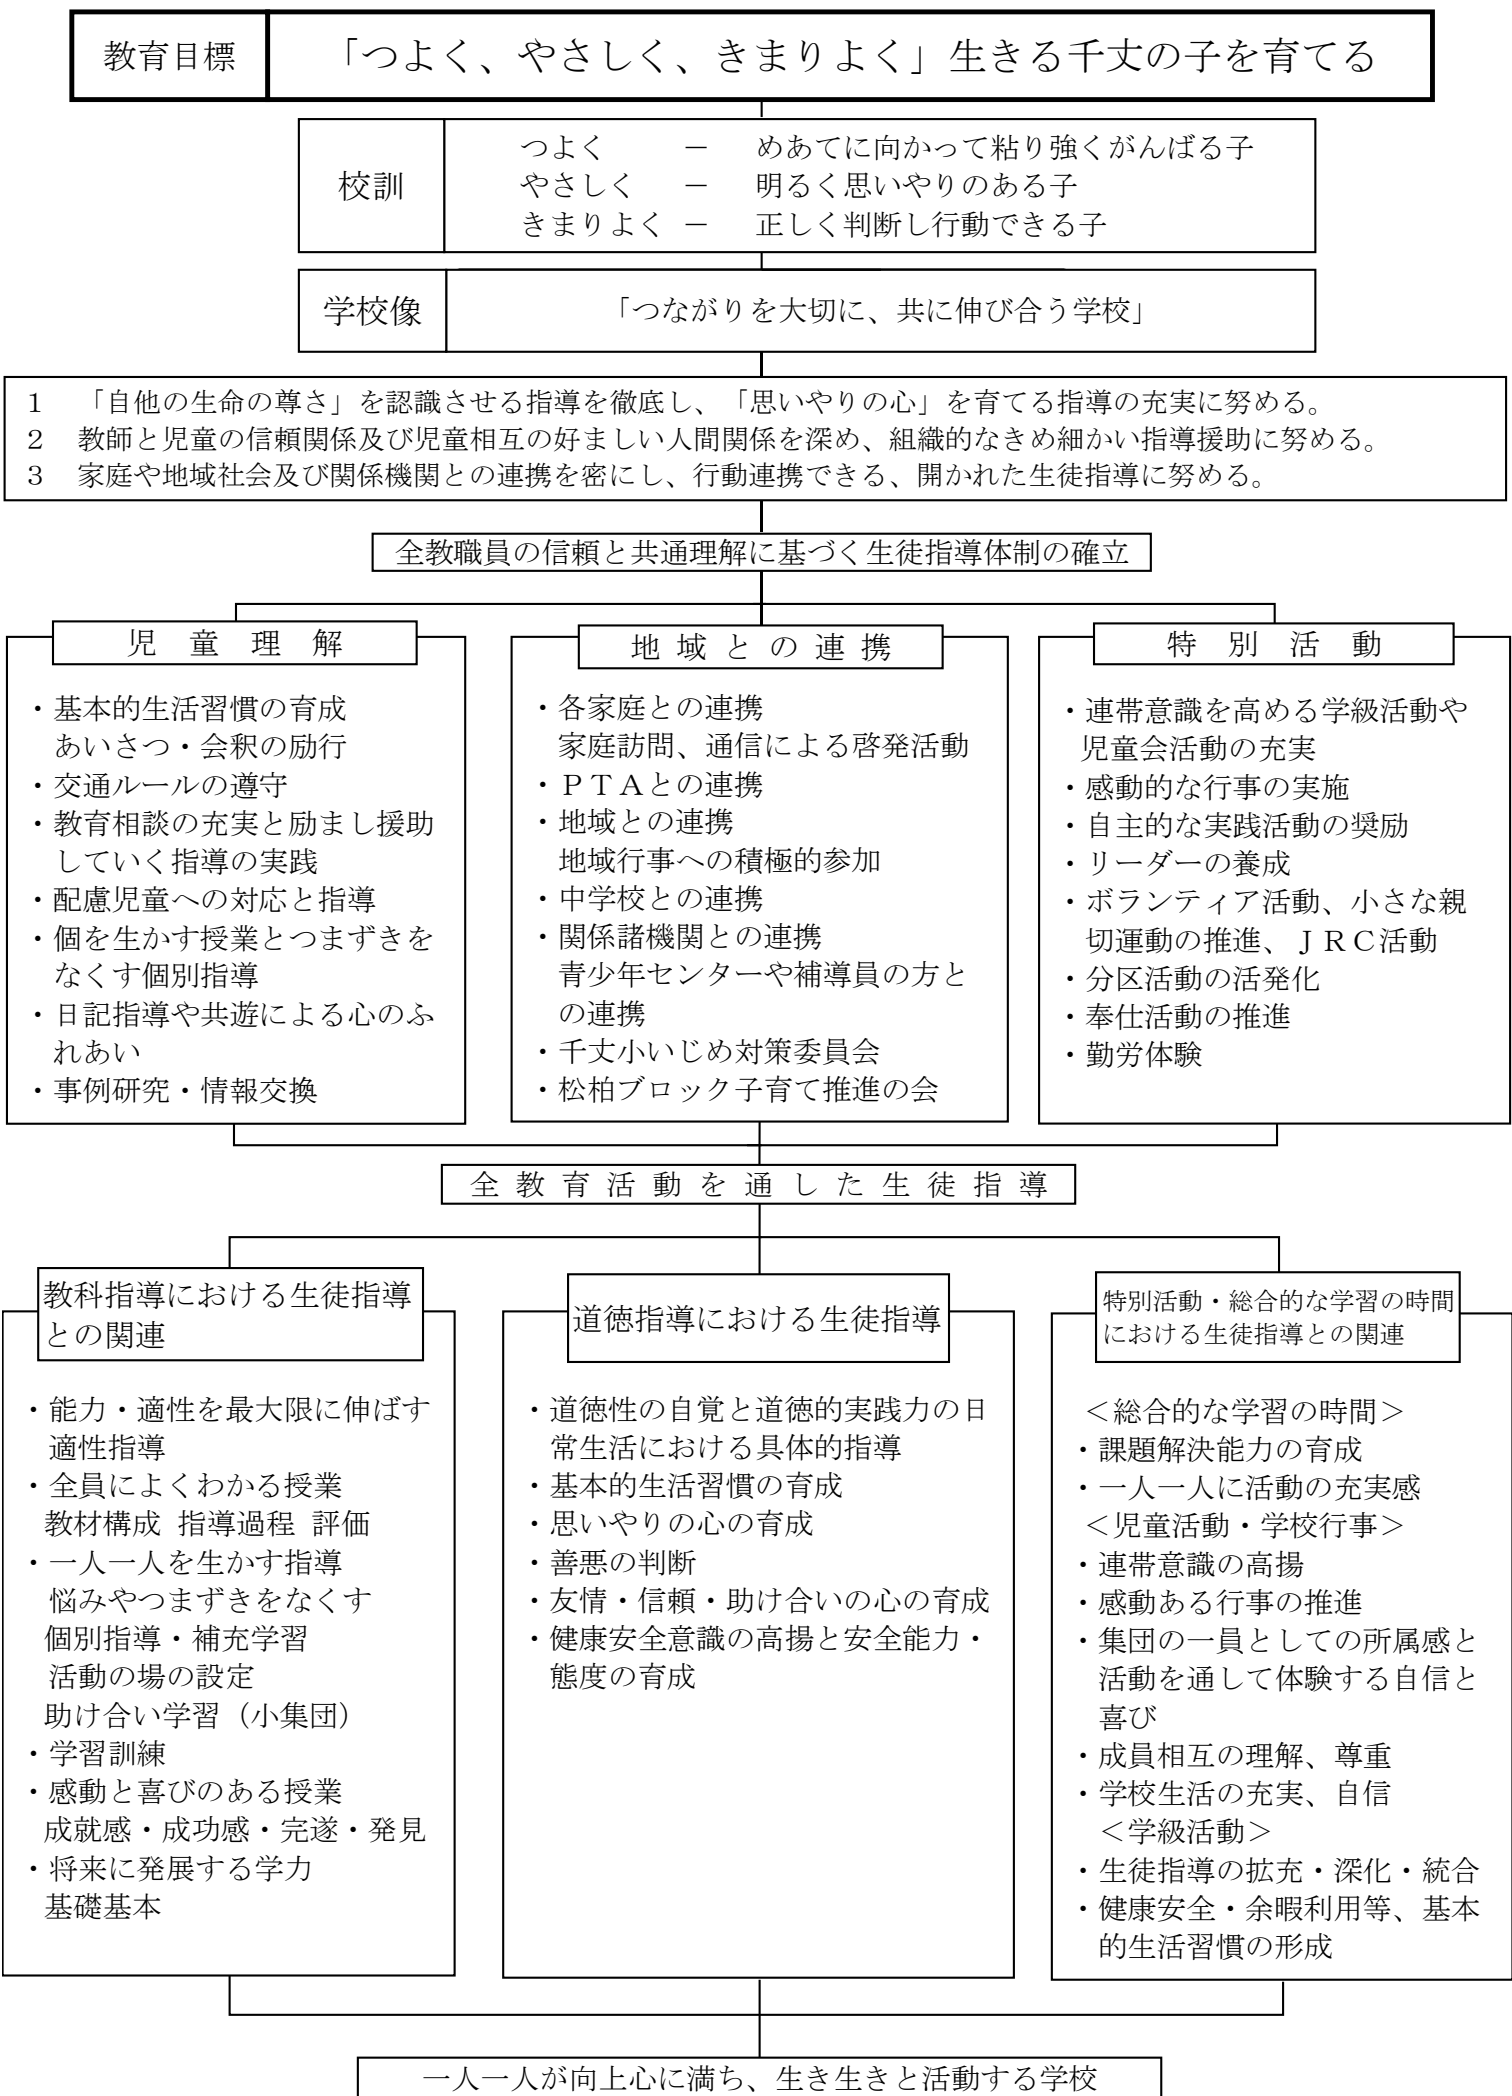 教育目標
「つよく、やさしく、きまりよく」生きる千丈の子を育てる
校訓
つよく － めあてに向かって粘り強くがんばる子
やさしく － 明るく思いやりのある子
きまりよく － 正しく判断し行動できる子
学校像
「つながりを大切に、共に伸び合う学校」
１ 「自他の生命の尊さ」を認識させる指導を徹底し、「思いやりの心」を育てる指導の充実に努める。
２ 教師と児童の信頼関係及び児童相互の好ましい人間関係を深め、組織的なきめ細かい指導援助に努める。
３ 家庭や地域社会及び関係機関との連携を密にし、行動連携できる、開かれた生徒指導に努める。
全教職員の信頼と共通理解に基づく生徒指導体制の確立
児童理解
・基本的生活習慣の育成
あいさつ・会釈の励行
・交通ルールの遵守
・教育相談の充実と励まし援助
していく指導の実践
・配慮児童への対応と指導
・個を生かす授業とつまずきを
なくす個別指導
・日記指導や共遊による心のふ
れあい
・事例研究・情報交換
地域との連携
・各家庭との連携
家庭訪問、通信による啓発活動
・ＰＴＡとの連携
・地域との連携
地域行事への積極的参加
・中学校との連携
・関係諸機関との連携
青少年センターや補導員の方と
の連携
・千丈小いじめ対策委員会
・松柏ブロック子育て推進の会
特別活動
・連帯意識を高める学級活動や
児童会活動の充実
・感動的な行事の実施
・自主的な実践活動の奨励
・リーダーの養成
・ボランティア活動、小さな親
切運動の推進、ＪＲＣ活動
・分区活動の活発化
・奉仕活動の推進
・勤労体験
全教育活動を通した生徒指導
教科指導における生徒指導
との関連
・能力・適性を最大限に伸ばす
適性指導
・全員によくわかる授業
教材構成 指導過程 評価
・一人一人を生かす指導
悩みやつまずきをなくす
個別指導・補充学習
活動の場の設定
助け合い学習（小集団）
・学習訓練
・感動と喜びのある授業
成就感・成功感・完遂・発見
・将来に発展する学力
基礎基本
道徳指導における生徒指導
・道徳性の自覚と道徳的実践力の日
常生活における具体的指導
・基本的生活習慣の育成
・思いやりの心の育成
・善悪の判断
・友情・信頼・助け合いの心の育成
・健康安全意識の高揚と安全能力・
態度の育成
特別活動・総合的な学習の時間
における生徒指導との関連
＜総合的な学習の時間＞
・課題解決能力の育成
・一人一人に活動の充実感
＜児童活動・学校行事＞
・連帯意識の高揚
・感動ある行事の推進
・集団の一員としての所属感と
活動を通して体験する自信と
喜び
・成員相互の理解、尊重
・学校生活の充実、自信
＜学級活動＞
・生徒指導の拡充・深化・統合
・健康安全・余暇利用等、基本
的生活習慣の形成
一人一人が向上心に満ち、生き生きと活動する学校